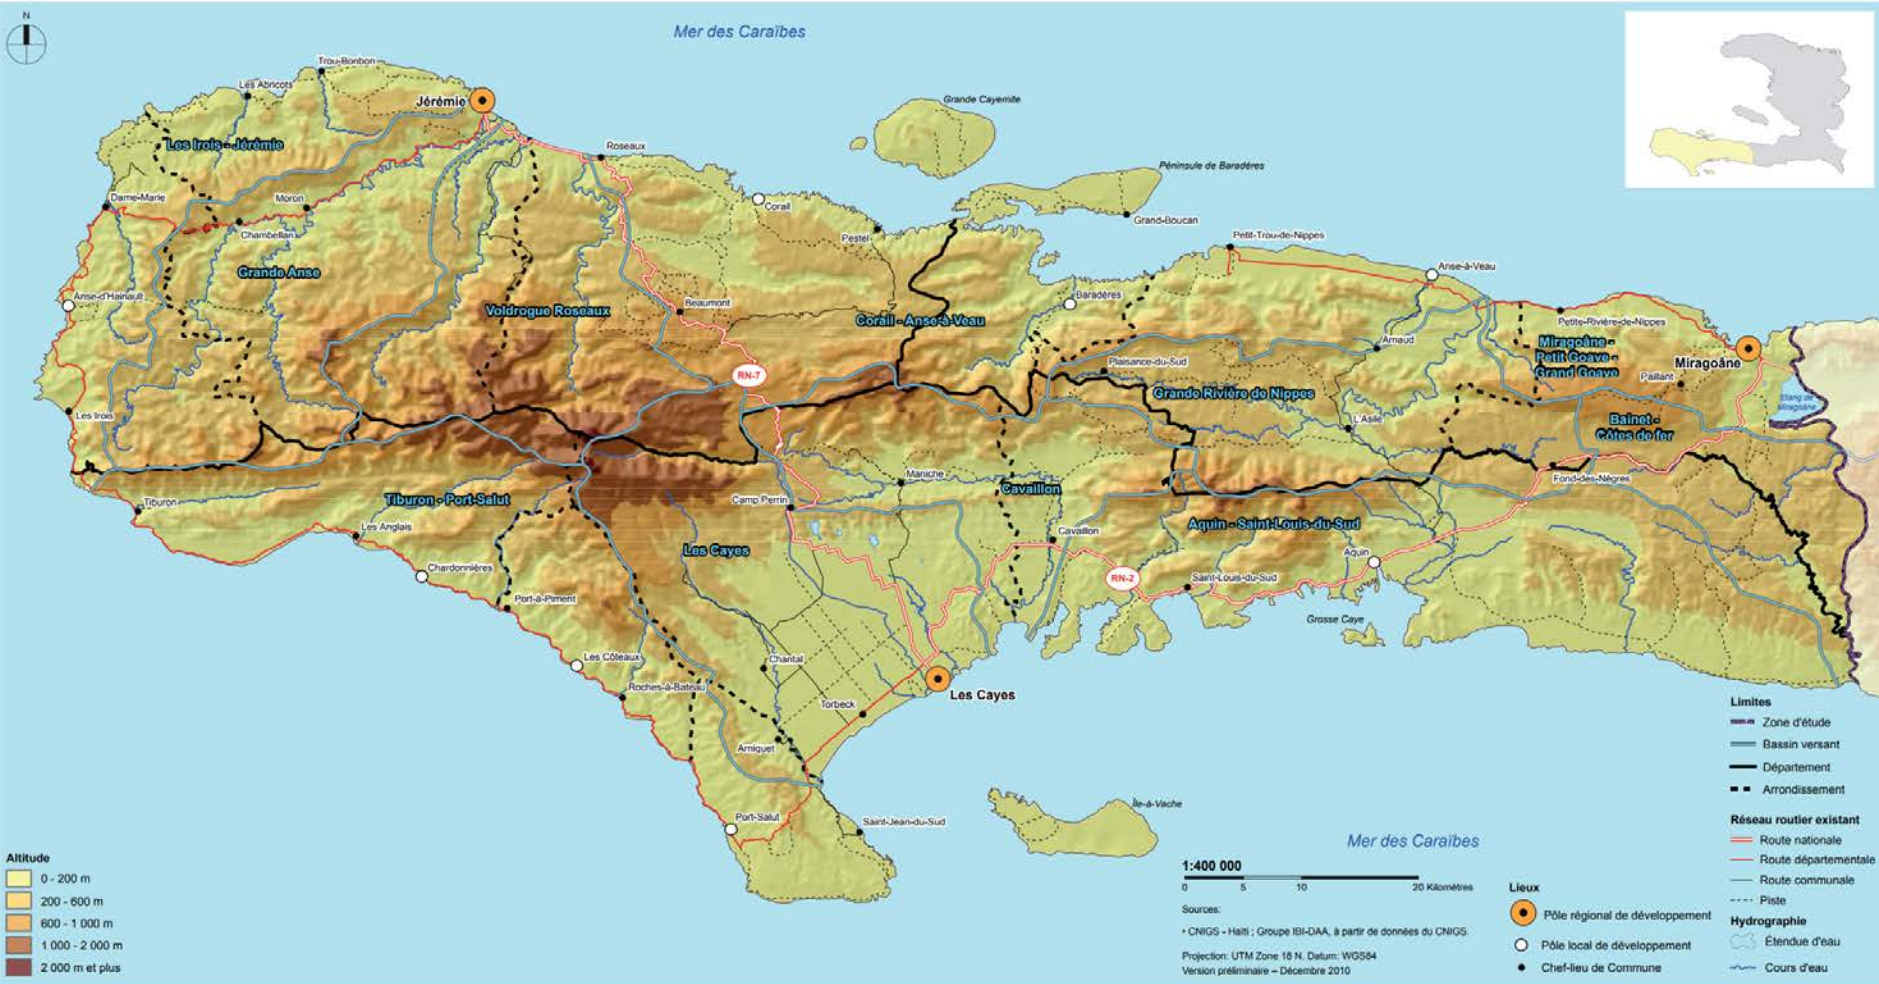 N
Mer des Caraïbes
Trou-Bonbon
Les Abricots
Jérémie
Grande Cayemite
Les Irois - Jérémie
Roseaux
Péninsule de Baradères
Dame-Marie
Moron
Corail
Grand-Boucan
Chambellan
Pestel
Petit-Trou-de-Nippes
Grande Anse
Anse-à-Veau
Anse-d'Hainault
Baradères
Voldrogue Roseaux
Beaumont
Corail - Anse-à-Veau
Petite-Rivière-de-Nippes
Arnaud
Miragoâne -
Petit Goave -
Grand Goave
Miragoâne
Plaisance-du-Sud
RN-7
Paillant
Grande Rivière de Nippes
Etang de
Miragoâne
Les Irois
L'Asile
Bainet -
Côtes de fer
Maniche
Fond-des-Nègres
Cavaillon
Tiburon
Tiburon - Port-Salut
Camp Perrin
Les Anglais
Aquin - Saint-Louis-du-Sud
Cavaillon
Les Cayes
Aquin
Chardonnières
RN-2
Saint-Louis-du-Sud
Port-à-Piment
Grosse Caye
Les Côteaux
Chantal
Roches-à-Bateau
Les Cayes
Torbeck
Arniquet
Île-à-Vache
Port-Salut
Saint-Jean-du-Sud
Mer des Caraïbes
Altitude
0 - 200 m
200 - 600 m
600 - 1 000 m
1 000 - 2 000 m
2 000 m et plus
1:400 000
0 5 10 20 Kilomètres
Sources:
• CNIGS - Haïti ; Groupe IBI-DAA, à partir de données du CNIGS.
Projection: UTM Zone 18 N. Datum: WGS84
Version préliminaire – Décembre 2010
Lieux
Pôle régional de développement
Pôle local de développement
Chef-lieu de Commune
Limites
Zone d'étude
Bassin versant
Département
Arrondissement
Réseau routier existant
Route nationale
Route départementale
Route communale
Piste
Hydrographie
Étendue d'eau
Cours d'eau